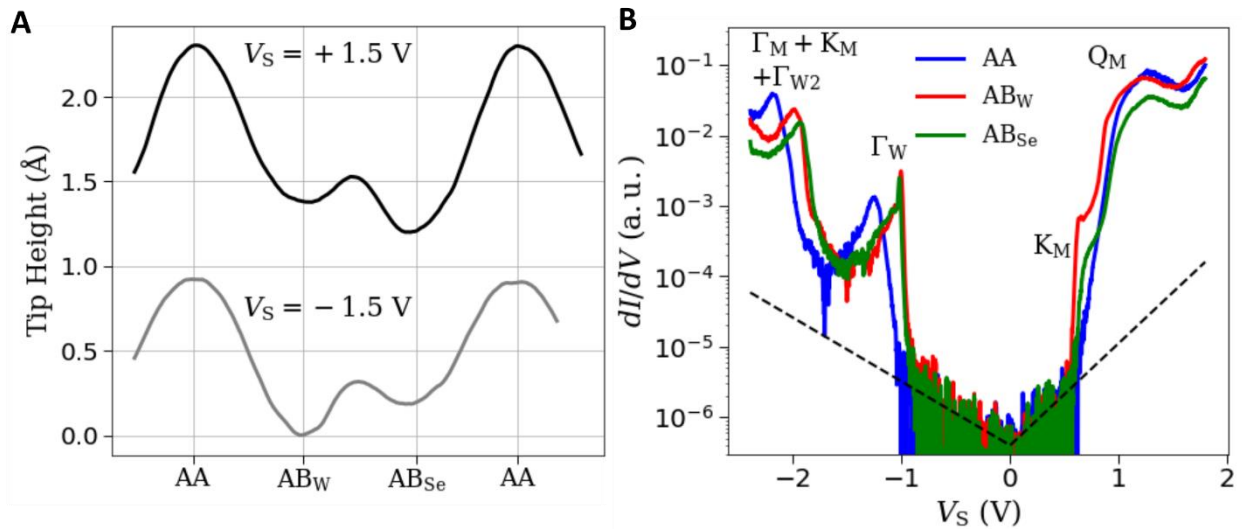 A
V_S = +1.5 V
V_S = − 1.5 V
Tip Height (Å)
2.0
1.5
1.0
0.5
0.0
AA
AB_W
AB_Se
AA
B
Γ_M + K_M
+Γ_W2
Γ_W
AA
AB_W
AB_Se
Q_M
K_M
dI/dV (a. u.)
10^−1
10^−2
10^−3
10^−4
10^−5
10^−6
−2
−1
0
1
2
V_S (V)